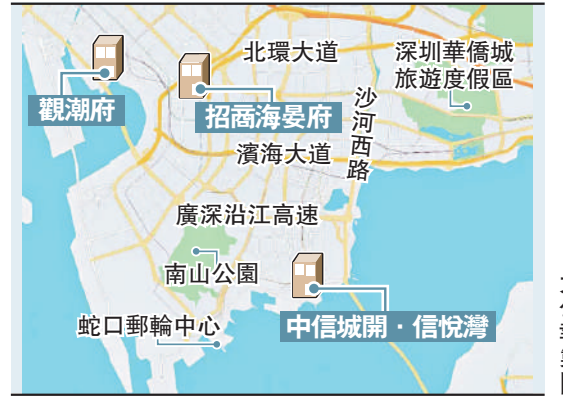 北環大道
深圳華僑城
旅遊度假區
觀潮府
招商海晏府
沙河西路
濱海大道
廣深沿江高速
南山公園
中信城開‧信悅灣
蛇口郵輪中心